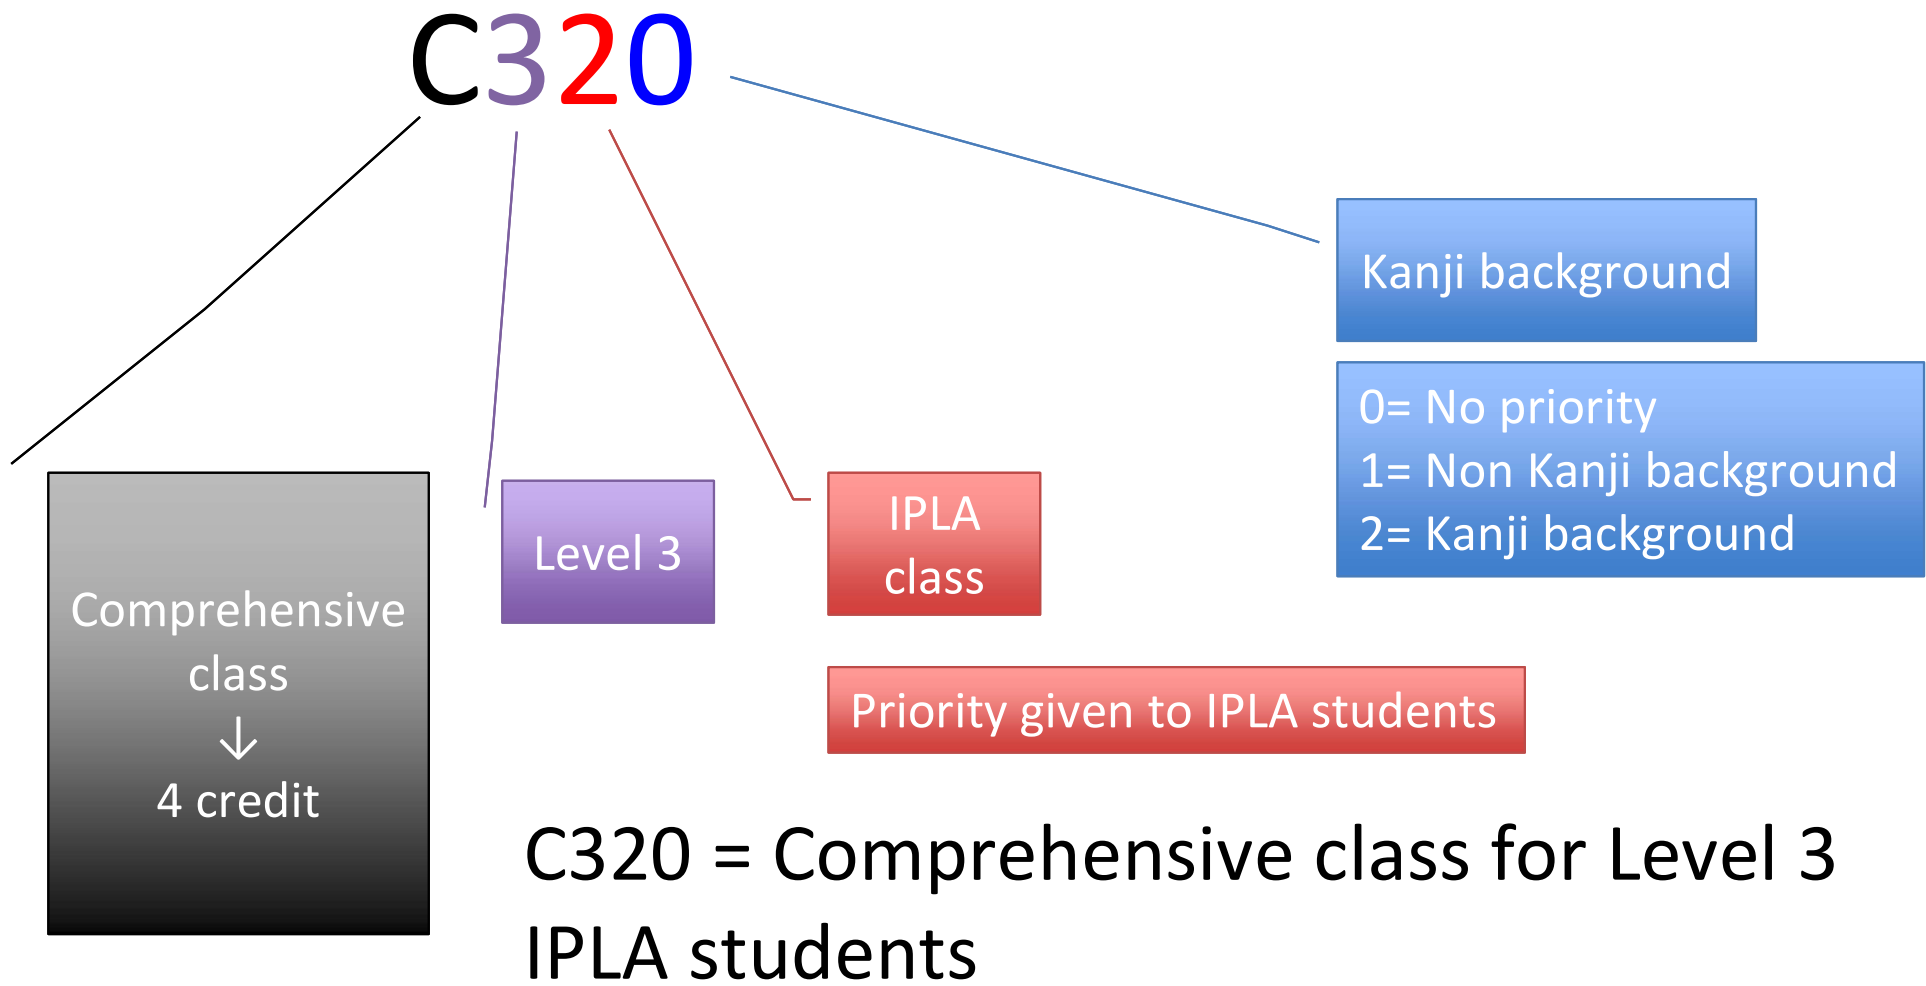 C320
Kanji background
0= No priority
1= Non Kanji background
2= Kanji background
Comprehensive
class
↓
4 credit
Level 3
IPLA
class
Priority given to IPLA students
C320 = Comprehensive class for Level 3
IPLA students